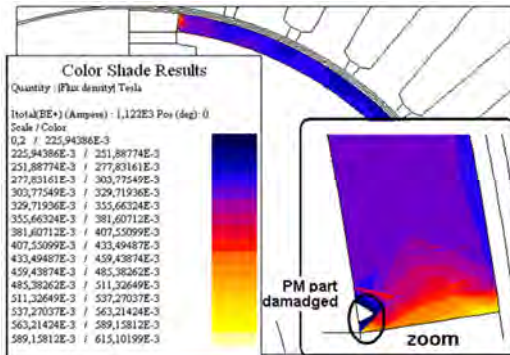 Color Shade Results
Quantity : |Flux density| Tesla
Itotal(BE+) (Ampere) : 1,122E3 Pos (deg): 0
Scale / Color
0,2 / 225,94386E-3
225,94386E-3 / 251,88774E-3
251,88774E-3 / 277,83161E-3
277,83161E-3 / 303,77549E-3
303,77549E-3 / 329,71936E-3
329,71936E-3 / 355,66324E-3
355,66324E-3 / 381,60712E-3
381,60712E-3 / 407,55099E-3
407,55099E-3 / 433,49487E-3
433,49487E-3 / 459,43874E-3
459,43874E-3 / 485,38262E-3
485,38262E-3 / 511,32649E-3
511,32649E-3 / 537,27037E-3
537,27037E-3 / 563,21424E-3
563,21424E-3 / 589,15812E-3
589,15812E-3 / 615,10199E-3
PM part
damadged
zoom